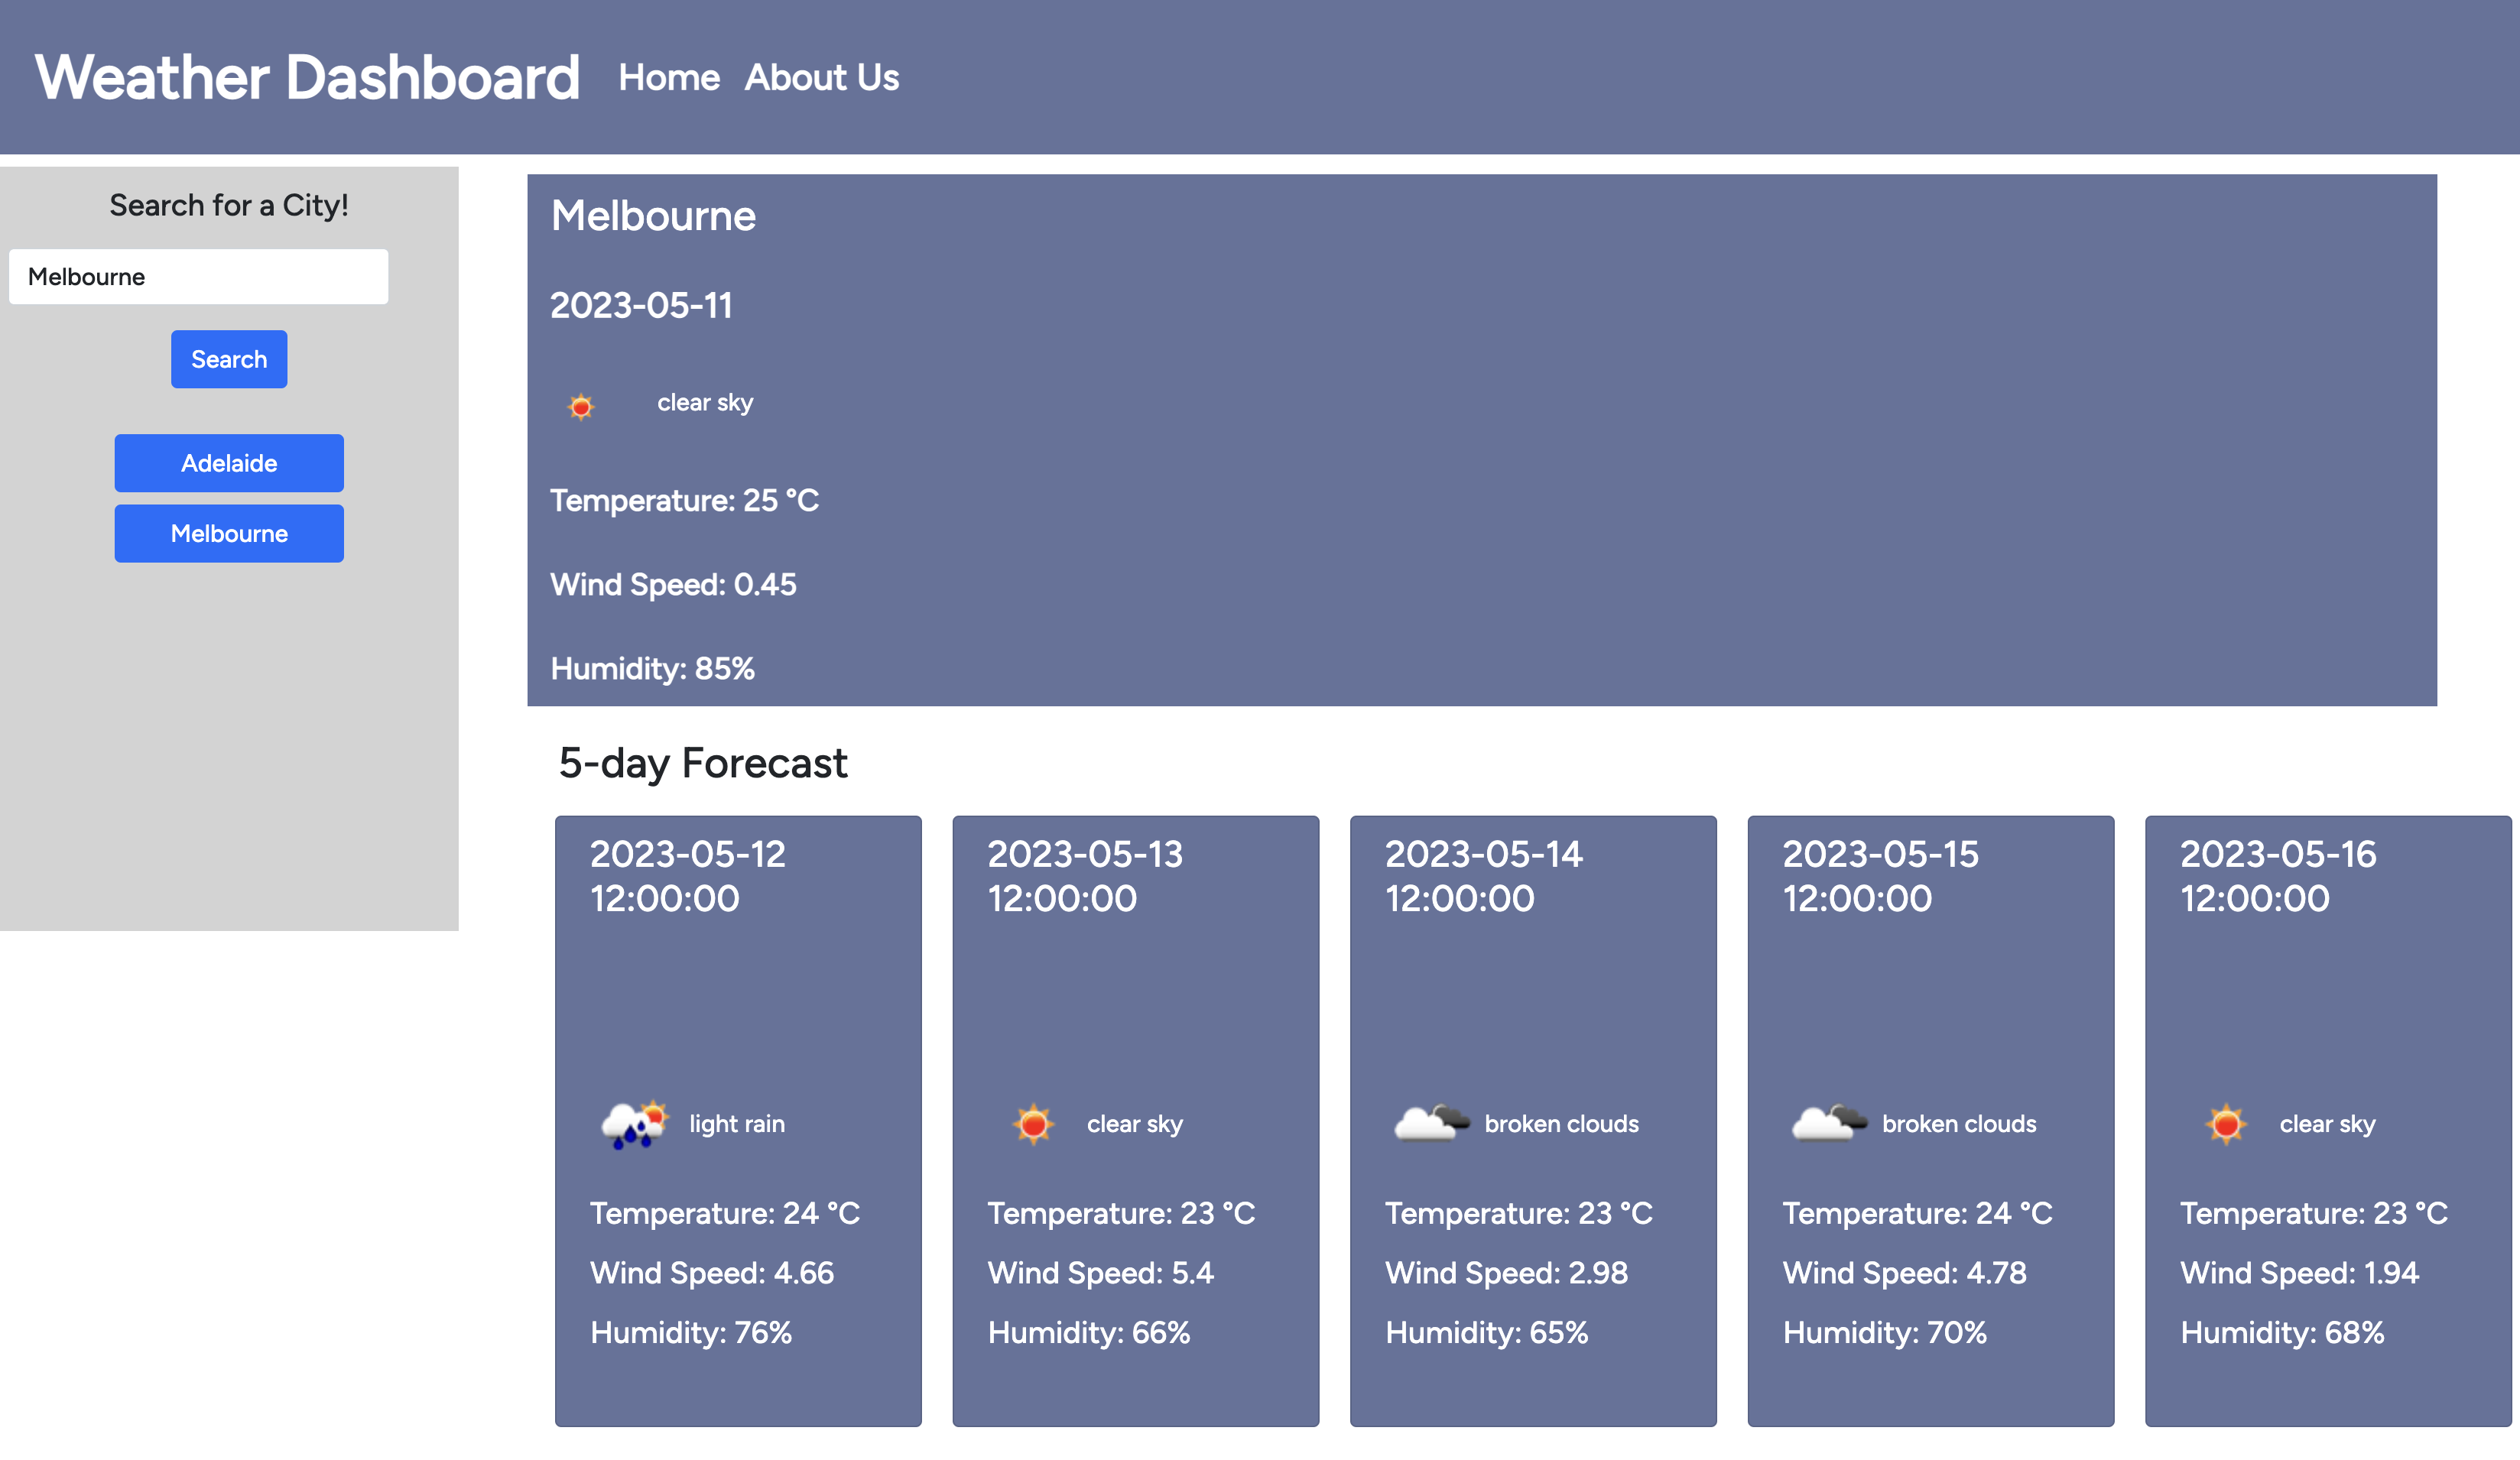 Weather Dashboard Home About Us
Search for a City!
Melbourne
Search
Adelaide
Melbourne
Melbourne
2023-05-11
clear sky
Temperature: 25 °C
Wind Speed: 0.45
Humidity: 85%
5-day Forecast
2023-05-12
12:00:00
light rain
Temperature: 24 °C
Wind Speed: 4.66
Humidity: 76%
2023-05-13
12:00:00
clear sky
Temperature: 23 °C
Wind Speed: 5.4
Humidity: 66%
2023-05-14
12:00:00
broken clouds
Temperature: 23 °C
Wind Speed: 2.98
Humidity: 65%
2023-05-15
12:00:00
broken clouds
Temperature: 24 °C
Wind Speed: 4.78
Humidity: 70%
2023-05-16
12:00:00
clear sky
Temperature: 23 °C
Wind Speed: 1.94
Humidity: 68%